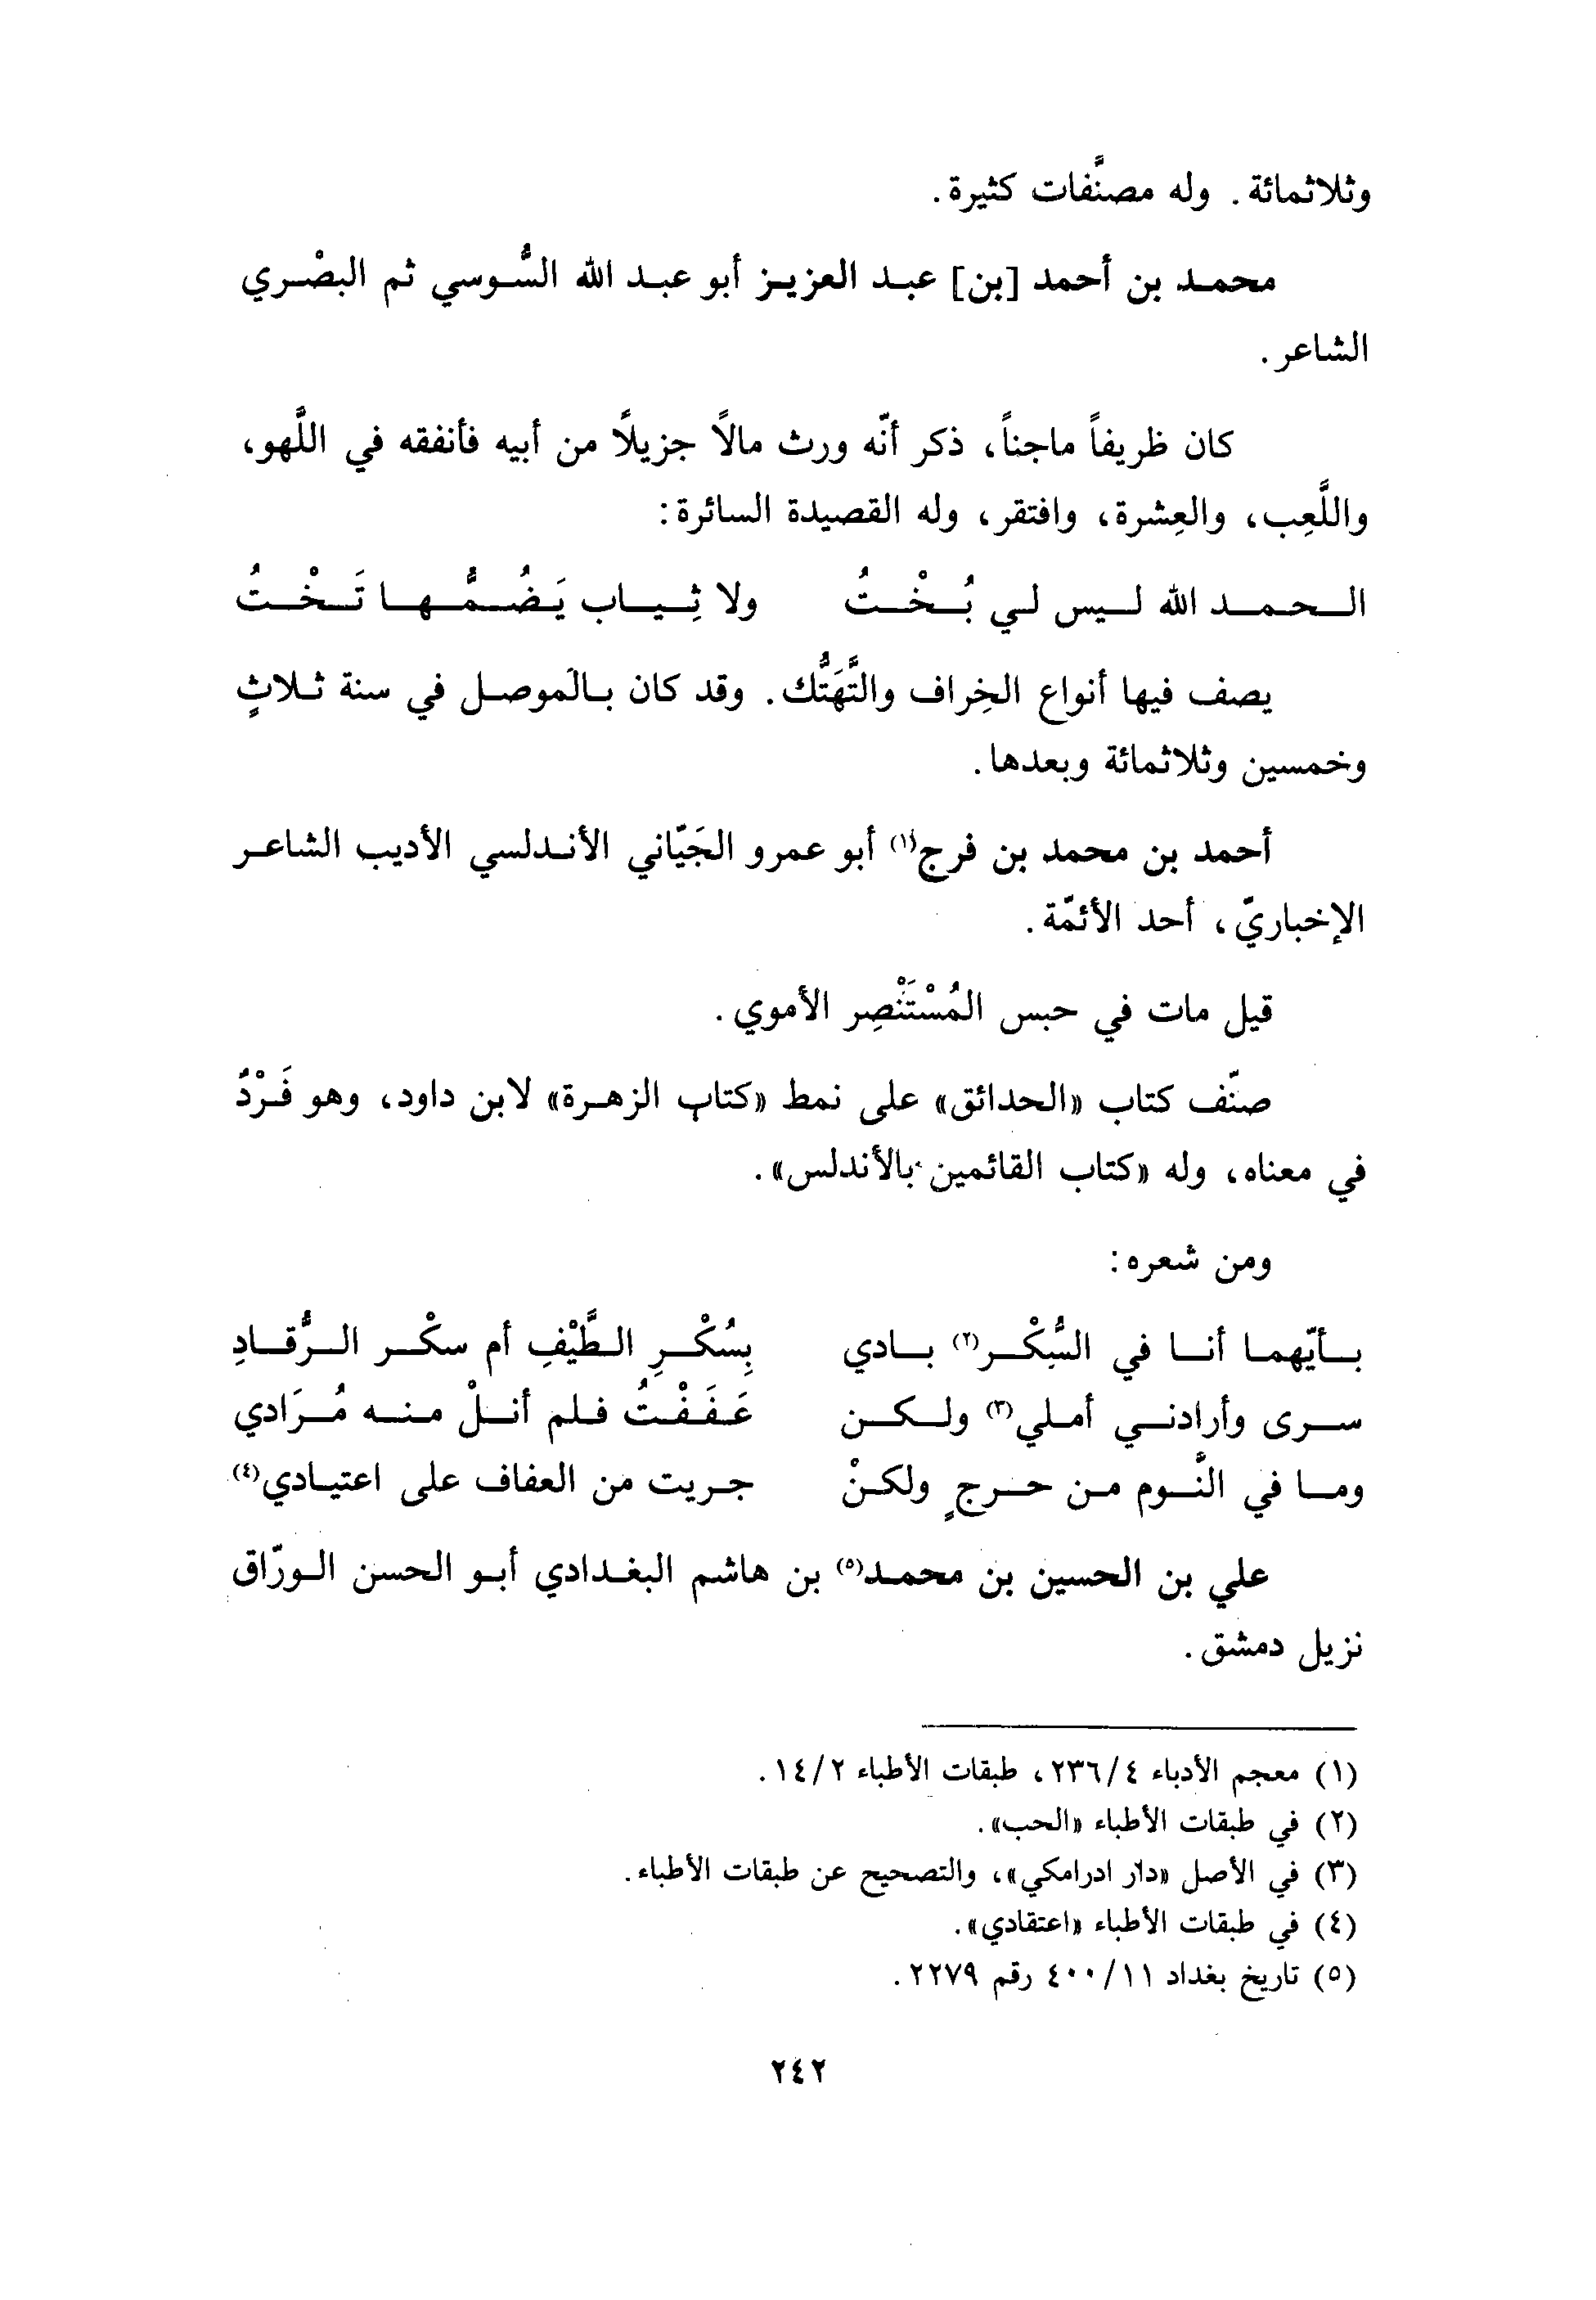 وثلاثمائة. وله مصنَّفات كثيرة.
محمد بن أحمد [بن] عبد العزيز أبو عبد الله السُّوسي ثم البصْري
الشاعر.
كان ظريفاً ماجناً، ذكر أنّه ورث مالاً جزيلاً من أبيه فأنفقه في اللَّهو،
واللَّعِب، والعِشرة، وافتقر، وله القصيدة السائرة:
الحمد الله ليس لي بُخْتُ ولا ثِياب يَضُمُّها تَخْتُ
يصف فيها أنواع الخِراف والتَّهَتُّك. وقد كان بالَموصل في سنة ثلاثٍ
وخمسين وثلاثمائة وبعدها.
أحمد بن محمد بن فرج(١) أبو عمرو الجَيّاني الأندلسي الأديب الشاعر
الإخباريّ، أحد الأئمّة.
قيل مات في حبس المُسْتَنْصِر الأموي.
صنّف كتاب «الحدائق» على نمط «كتاب الزهرة» لابن داود، وهو فَرْدٌ
في معناه، وله «كتاب القائمين بالأندلس».
ومن شعره:
بأيّهما أنا في السُّكْر(٢) بادي بِسُكْرِ الطَّيْفِ أم سكْر الرُّقادِ
سرى وأرادني أملي(٣) ولكن عَفَفْتُ فلم أنلْ منه مُرَادي
وما في النَّوم من حرجٍ ولكنْ جريت من العفاف على اعتيادي(٤)
علي بن الحسين بن محمد(٥) بن هاشم البغدادي أبو الحسن الورّاق
نزيل دمشق.
(١) معجم الأدباء ٢٣٦/٤، طبقات الأطباء ١٤/٢.
(٢) في طبقات الأطباء «الحب».
(٣) في الأصل «دار ادرامكي»، والتصحيح عن طبقات الأطباء.
(٤) في طبقات الأطباء «اعتقادي».
(٥) تاريخ بغداد ٤٠٠/١١ رقم ٢٢٧٩.
٢٤٢